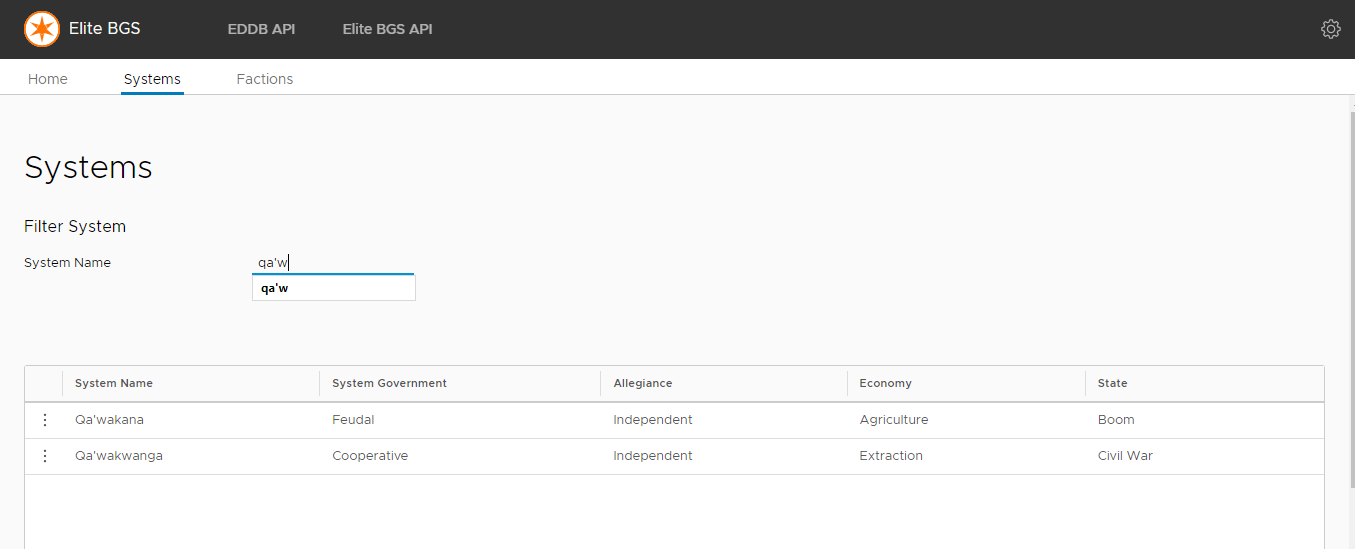 Elite BGS EDDB API Elite BGS API
Home Systems Factions
Systems
Filter System
System Name qa'w
qa'w
System Name System Government Allegiance Economy State
Qa'wakana Feudal Independent Agriculture Boom
Qa'wakwanga Cooperative Independent Extraction Civil War